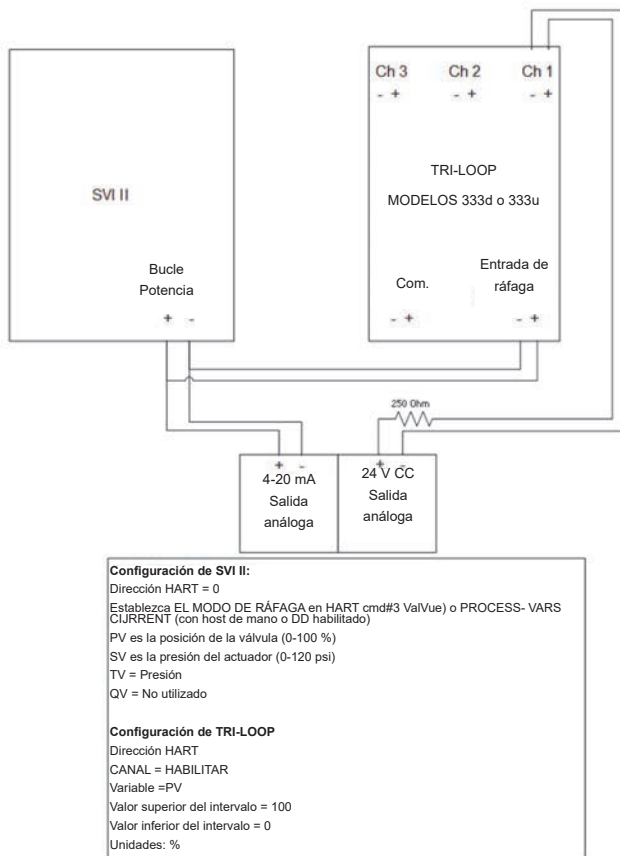 Ch 3 Ch 2 Ch 1
- + - + - +
SVI II
TRI-LOOP
MODELOS 333d o 333u
Bucle
Potencia
+ -
Com.
- +
Entrada de
ráfaga
- +
250 Ohm
+ -
4-20 mA
Salida
análoga
+ -
24 V CC
Salida
análoga
Configuración de SVI II:
Dirección HART = 0
Establezca EL MODO DE RÁFAGA en HART cmd#3 ValVue) o PROCESS- VARS
CIJRRENT (con host de mano o DD habilitado)
PV es la posición de la válvula (0-100 %)
SV es la presión del actuador (0-120 psi)
TV = Presión
QV = No utilizado
Configuración de TRI-LOOP
Dirección HART
CANAL = HABILITAR
Variable =PV
Valor superior del intervalo = 100
Valor inferior del intervalo = 0
Unidades: %